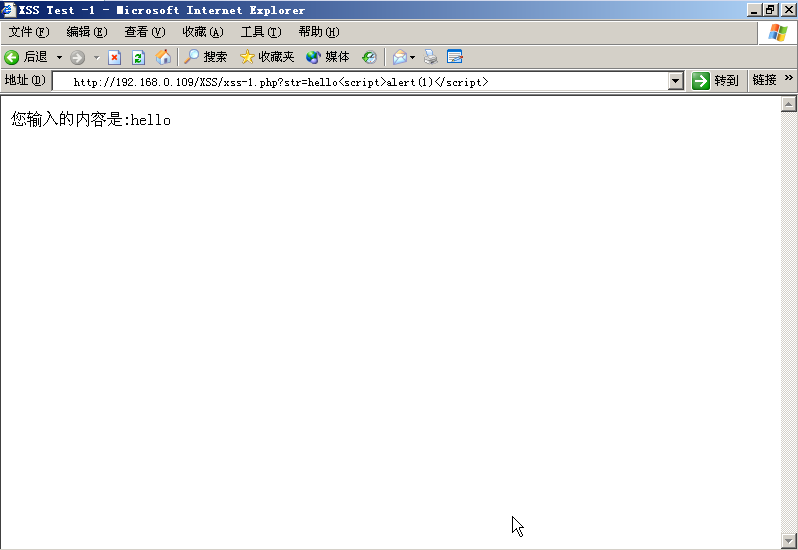 XSS Test -1 - Microsoft Internet Explorer
文件(F) 编辑(E) 查看(V) 收藏(A) 工具(T) 帮助(H)
后退 搜索 收藏夹 媒体
地址(D) http://192.168.0.109/XSS/xss-1.php?str=hello<script>alert(1)</script> 转到 链接 »
您输入的内容是:hello